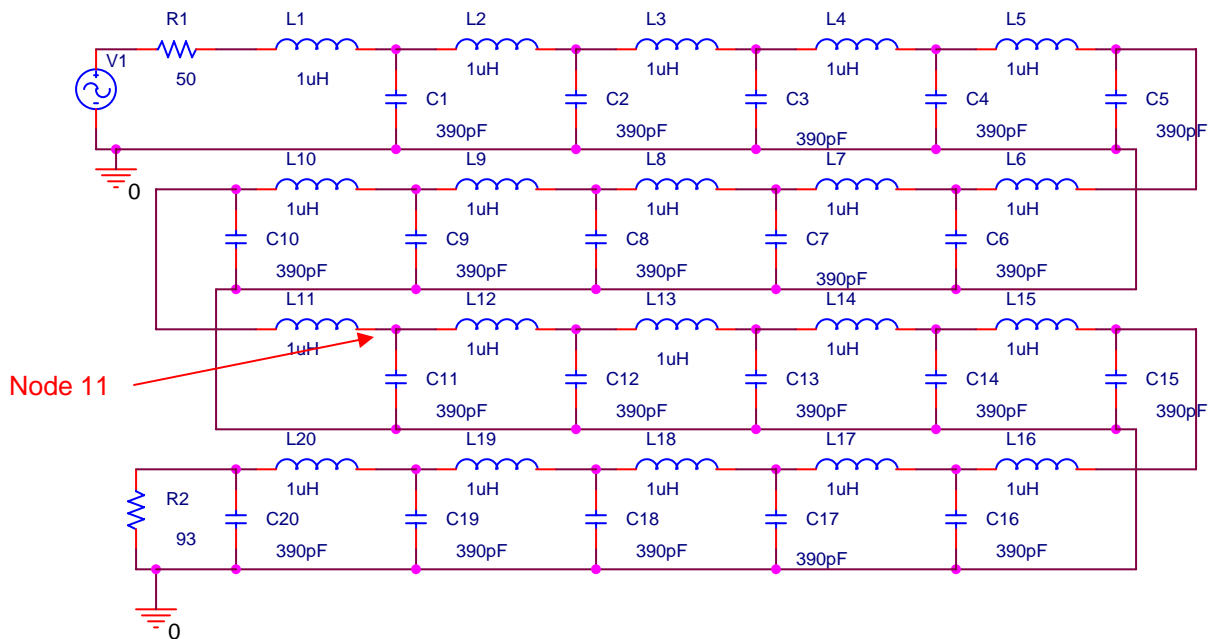 R1 L1 L2 L3 L4 L5
V1
50 1uH 1uH 1uH 1uH 1uH
C1 C2 C3 C4 C5
390pF 390pF 390pF 390pF 390pF
0
L10 L9 L8 L7 L6
1uH 1uH 1uH 1uH 1uH
C10 C9 C8 C7 C6
390pF 390pF 390pF 390pF 390pF
L11 L12 L13 L14 L15
1uH 1uH 1uH 1uH 1uH
Node 11
C11 C12 C13 C14 C15
390pF 390pF 390pF 390pF 390pF
L20 L19 L18 L17 L16
1uH 1uH 1uH 1uH 1uH
R2
93
C20 C19 C18 C17 C16
390pF 390pF 390pF 390pF 390pF
0